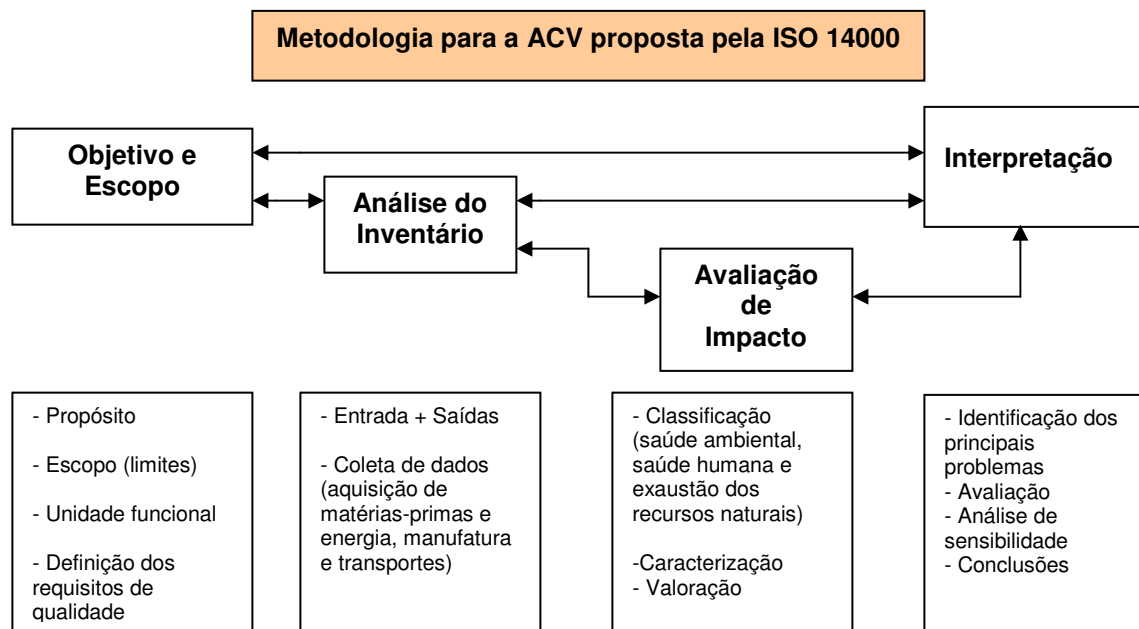 Metodologia para a ACV proposta pela ISO 14000
Objetivo e
Escopo
Análise do
Inventário
Avaliação
de
Impacto
Interpretação
- Propósito
- Escopo (limites)
- Unidade funcional
- Definição dos
requisitos de
qualidade
- Entrada + Saídas
- Coleta de dados
(aquisição de
matérias-primas e
energia, manufatura
e transportes)
- Classificação
(saúde ambiental,
saúde humana e
exaustão dos
recursos naturais)
-Caracterização
- Valoração
- Identificação dos
principais
problemas
- Avaliação
- Análise de
sensibilidade
- Conclusões